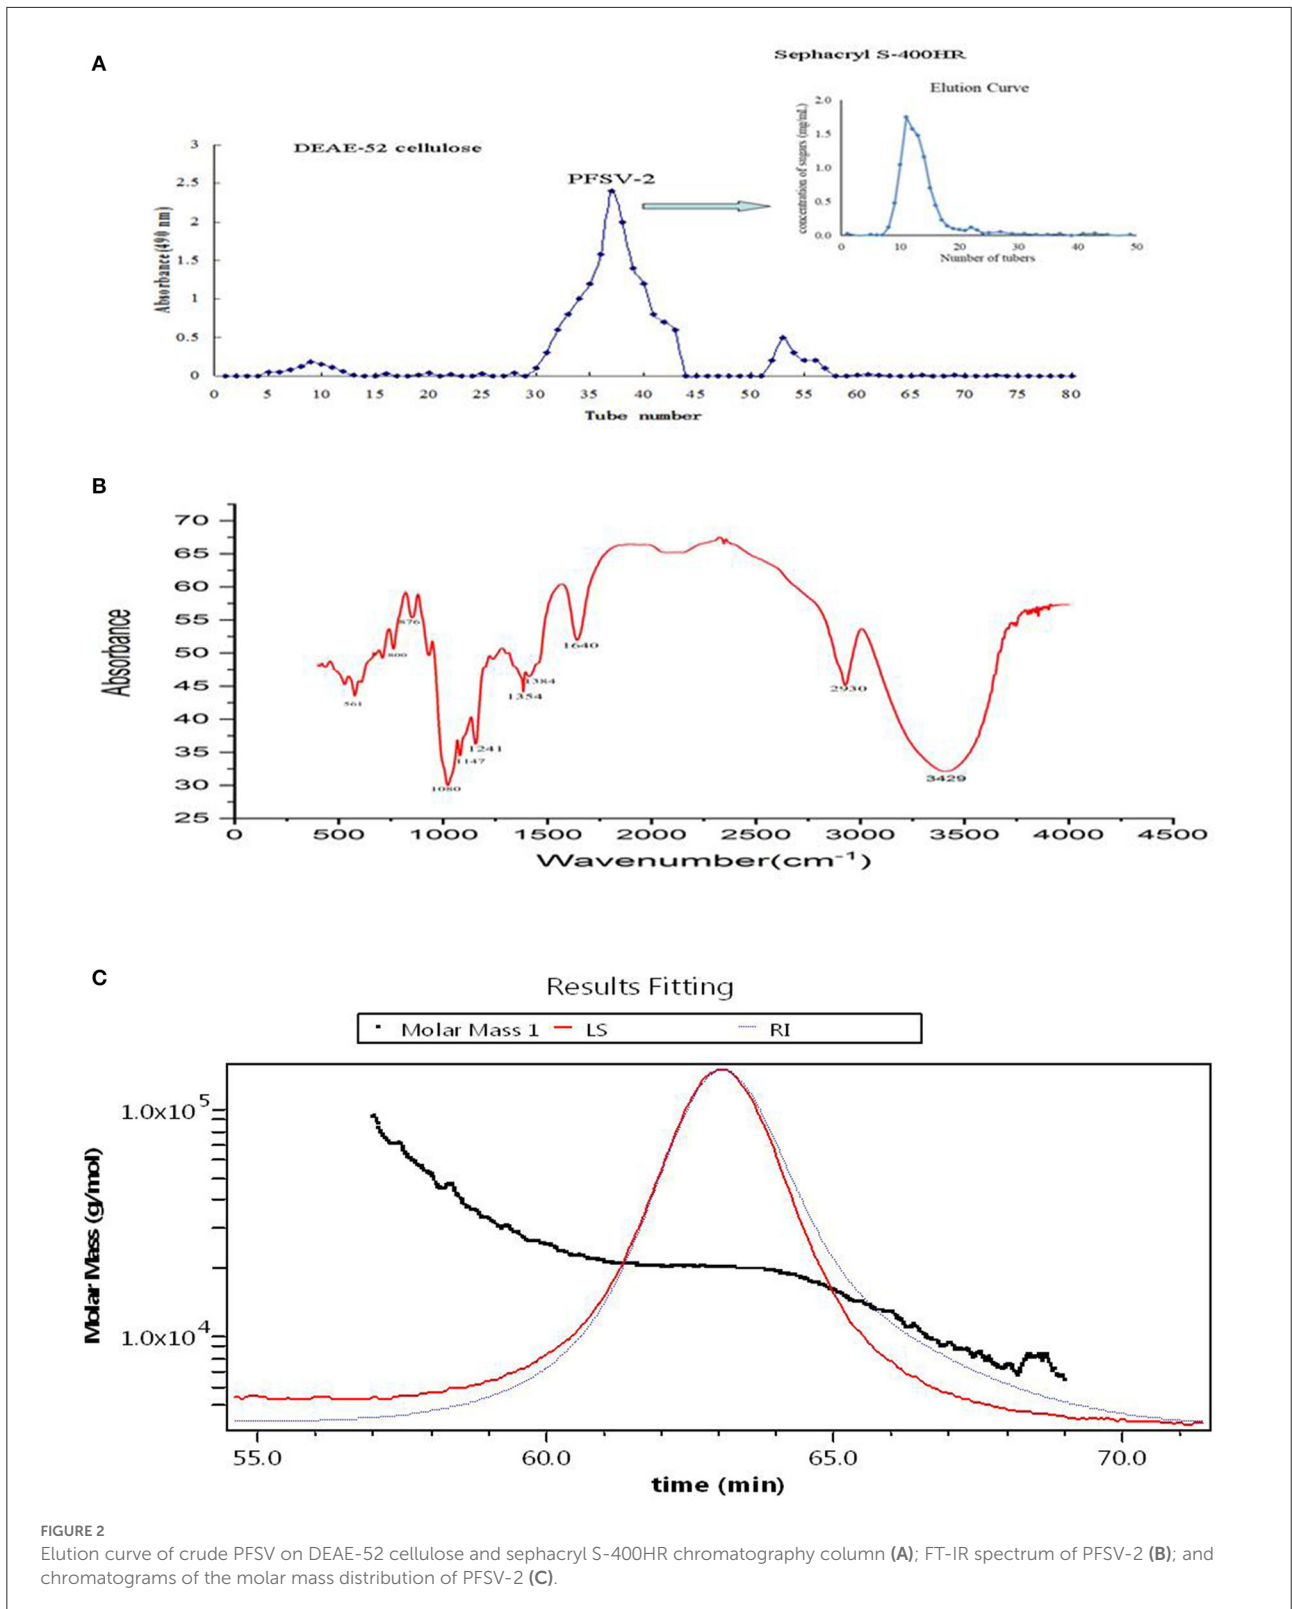 A
Sephacryl S-400HR
Elution Curve
2.0
1.5
1.0
0.5
0.0
concentration of sugars (mg/mL)
0 10 20 30 40 50
Number of tubers
DEAE-52 cellulose
PFSV-2
3
2.5
2
1.5
1
0.5
0
Absorbance(490 nm)
0 5 10 15 20 25 30 35 40 45 50 55 60 65 70 75 80
Tube number
B
70
65
60
55
50
45
40
35
30
25
Absorbance
876
800
561
1080
1147
1241
1354
1384
1640
2930
3429
0 500 1000 1500 2000 2500 3000 3500 4000 4500
Wavenumber(cm-1)
C
Results Fitting
Molar Mass 1 LS RI
1.0x10 5
1.0x10 4
Molar Mass (g/mol)
55.0 60.0 65.0 70.0
time (min)
FIGURE 2
Elution curve of crude PFSV on DEAE-52 cellulose and sephacryl S-400HR chromatography column (A); FT-IR spectrum of PFSV-2 (B); and
chromatograms of the molar mass distribution of PFSV-2 (C).